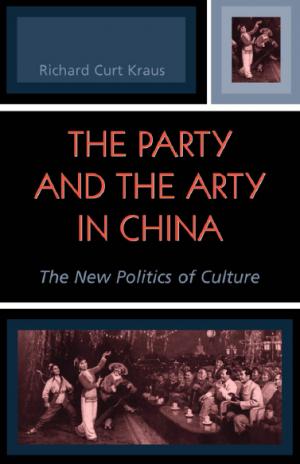 Richard Curt Kraus
THE PARTY
AND THE ARTY
IN CHINA
The New Politics of Culture